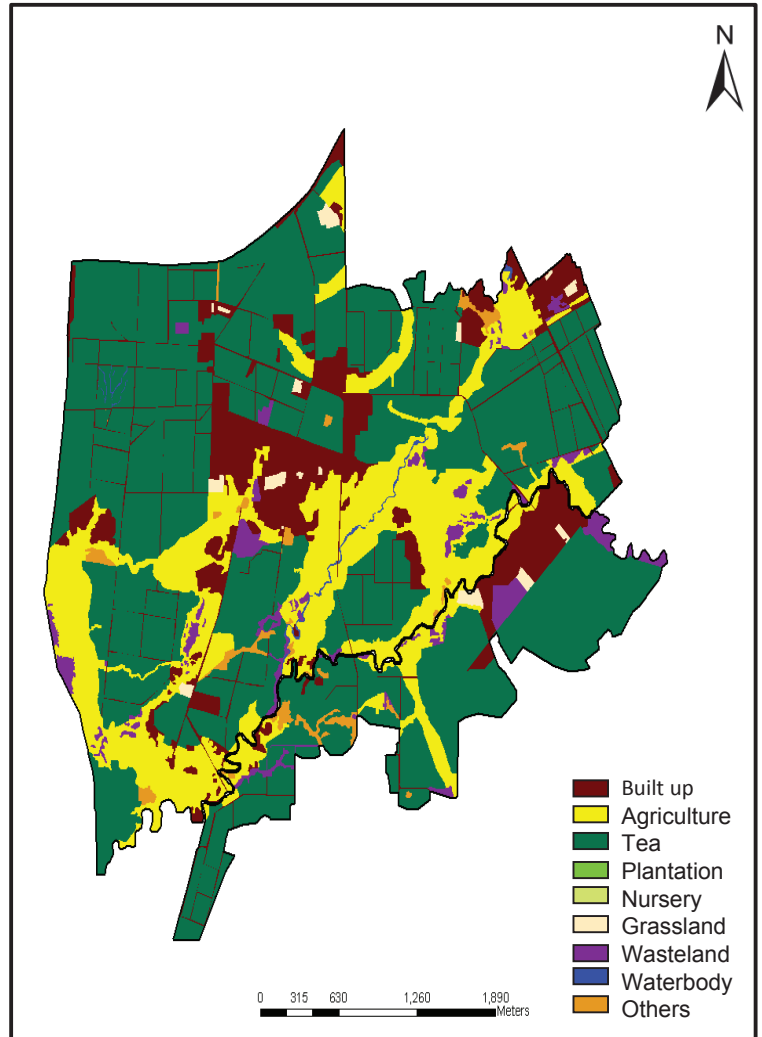 N
Built up
Agriculture
Tea
Plantation
Nursery
Grassland
Wasteland
Waterbody
Others
0 315 630 1,260 1,890
Meters